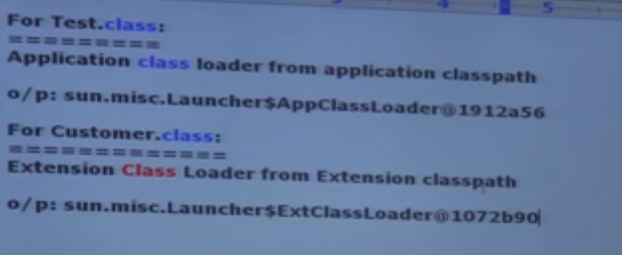 For Test.class:
=========
Application class loader from application classpath
o/p: sun.misc.Launcher$AppClassLoader@1912a56
For Customer.class:
=============
Extension Class Loader from Extension classpath
o/p: sun.misc.Launcher$ExtClassLoader@1072b90
4 5